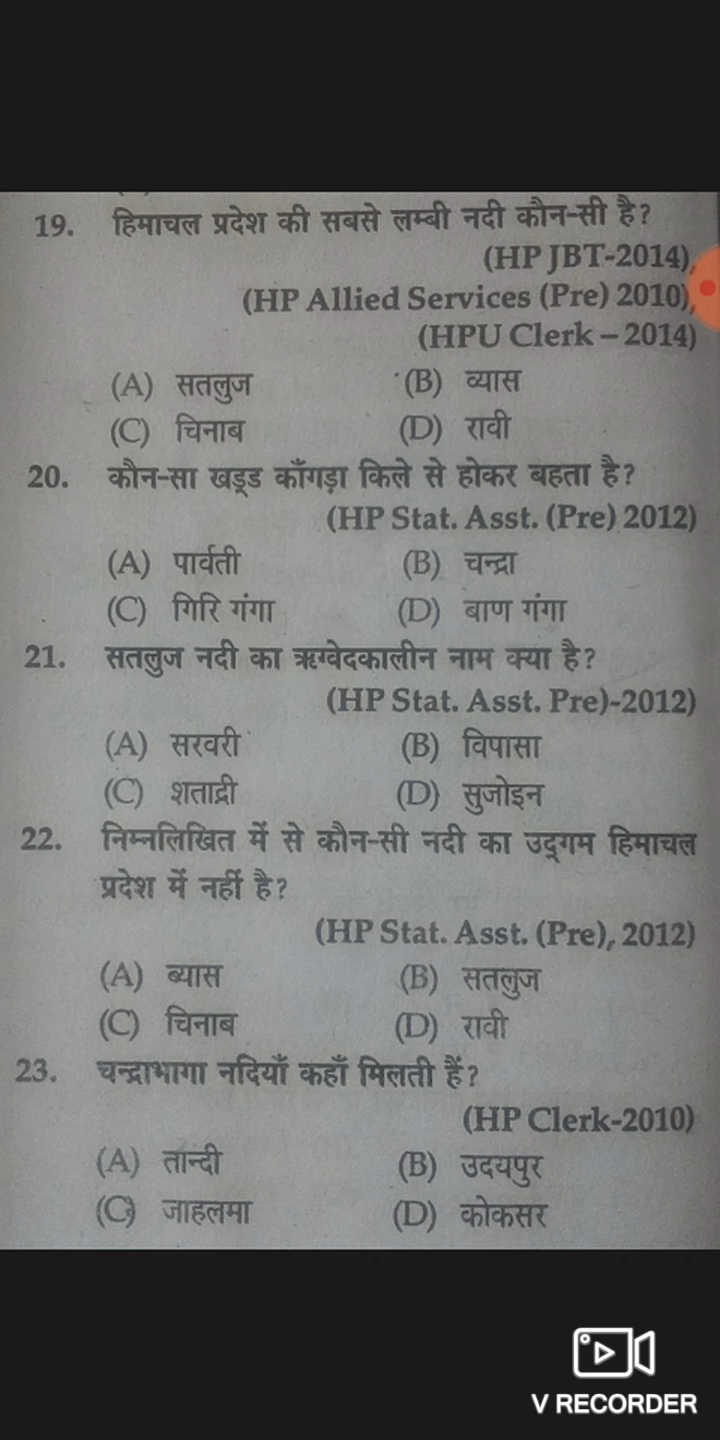 19. हिमाचल प्रदेश की सबसे लम्बी नदी कौन-सी है?
(HP JBT-2014),
(HP Allied Services (Pre) 2010),
(HPU Clerk – 2014)
(A) सतलुज (B) व्यास
(C) चिनाब (D) रावी
20. कौन-सा खड्ड काँगड़ा किले से होकर बहता है?
(HP Stat. Asst. (Pre) 2012)
(A) पार्वती (B) चन्द्रा
(C) गिरि गंगा (D) बाण गंगा
21. सतलुज नदी का ऋग्वेदकालीन नाम क्या है?
(HP Stat. Asst. Pre)-2012)
(A) सरवरी (B) विपासा
(C) शताद्री (D) सुजोइन
22. निम्नलिखित में से कौन-सी नदी का उद्गम हिमाचल
प्रदेश में नहीं है?
(HP Stat. Asst. (Pre), 2012)
(A) ब्यास (B) सतलुज
(C) चिनाब (D) रावी
23. चन्द्राभागा नदियाँ कहाँ मिलती हैं?
(HP Clerk-2010)
(A) तान्दी (B) उदयपुर
(C) जाहलमा (D) कोकसर
V RECORDER